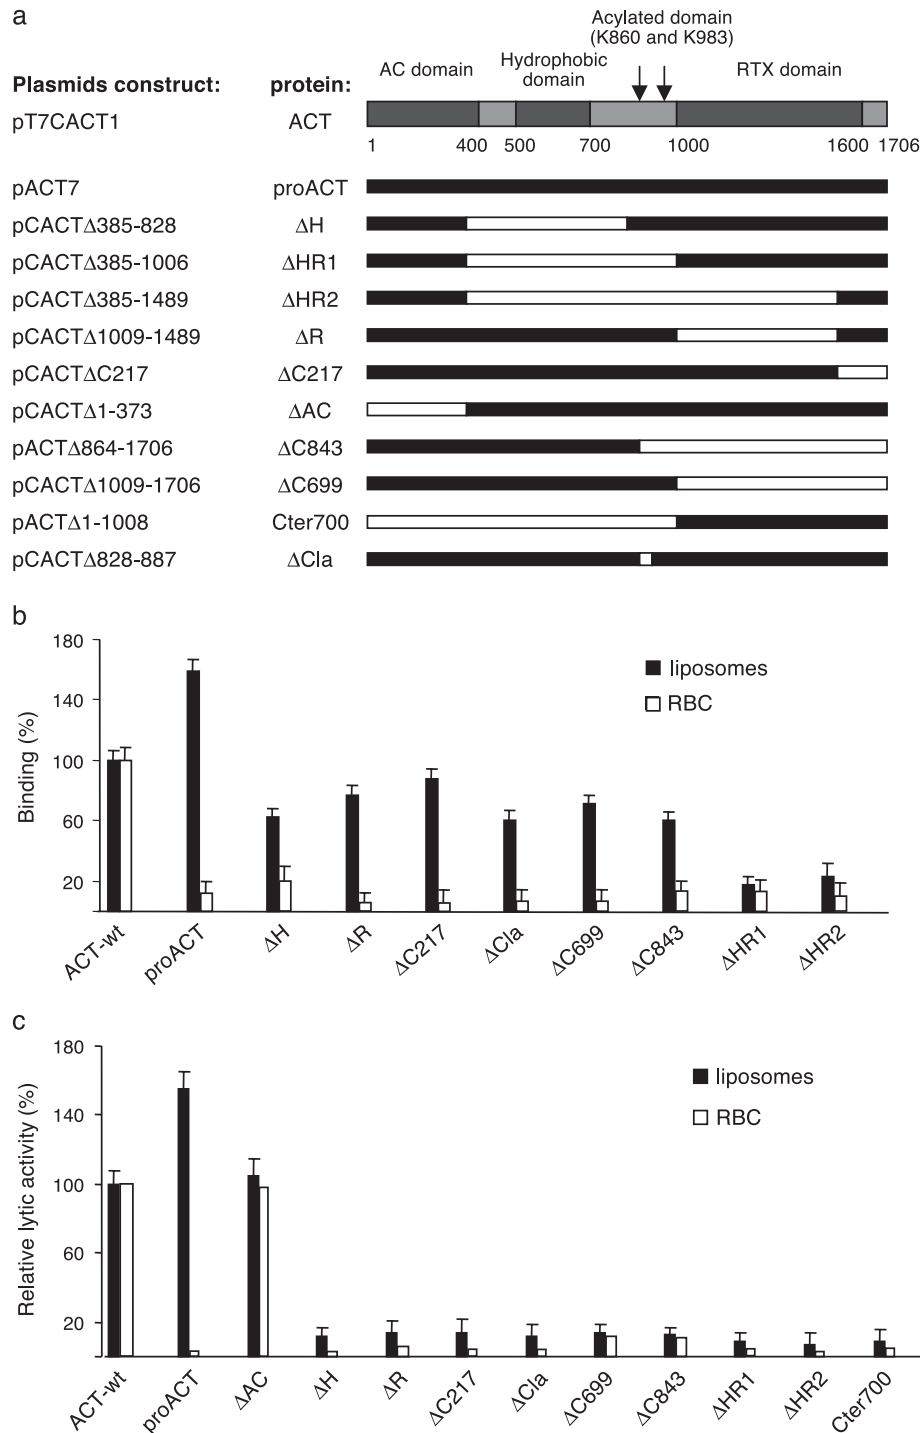 a
Acylated domain
(K860 and K983)
AC domain
Hydrophobic
domain
RTX domain
Plasmids construct: protein:
pT7CACT1 ACT
1 400 500 700 1000 1600 1706
pACT7 proACT
pCACTΔ385-828 ΔH
pCACTΔ385-1006 ΔHR1
pCACTΔ385-1489 ΔHR2
pCACTΔ1009-1489 ΔR
pCACTΔC217 ΔC217
pCACTΔ1-373 ΔAC
pACTΔ864-1706 ΔC843
pCACTΔ1009-1706 ΔC699
pACTΔ1-1008 Cter700
pCACTΔ828-887 ΔCla
b
180
140
100
60
20
Binding (%)
liposomes
RBC
ACT-wt proACT ΔH ΔR ΔC217 ΔCla ΔC699 ΔC843 ΔHR1 ΔHR2
c
180
140
100
60
20
Relative lytic activity (%)
liposomes
RBC
ACT-wt proACT ΔAC ΔH ΔR ΔC217 ΔCla ΔC699 ΔC843 ΔHR1 ΔHR2 Cter700